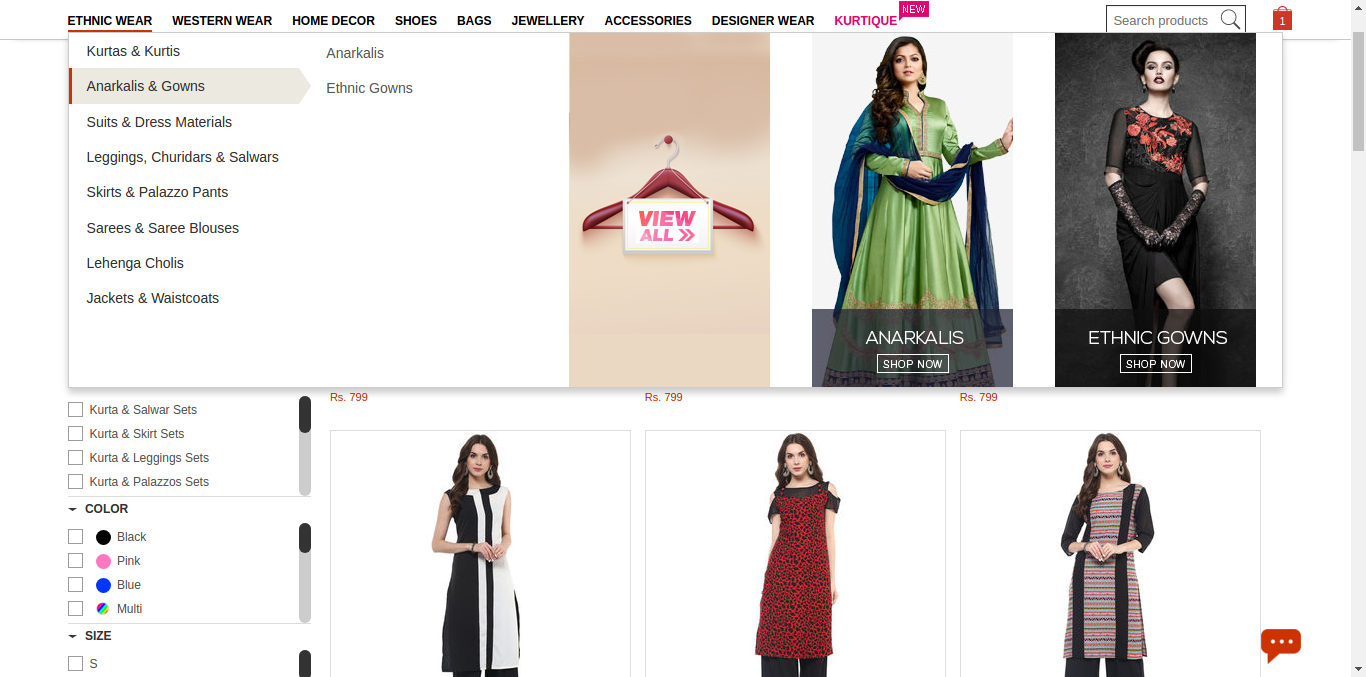 ETHNIC WEAR WESTERN WEAR HOME DECOR SHOES BAGS JEWELLERY ACCESSORIES DESIGNER WEAR KURTIQUE NEW Search products 1
Kurtas & Kurtis
Anarkalis & Gowns
Suits & Dress Materials
Leggings, Churidars & Salwars
Skirts & Palazzo Pants
Sarees & Saree Blouses
Lehenga Cholis
Jackets & Waistcoats
Anarkalis
Ethnic Gowns
VIEW
ALL
ANARKALIS
SHOP NOW
ETHNIC GOWNS
SHOP NOW
Rs. 799 Rs. 799 Rs. 799
Kurta & Salwar Sets
Kurta & Skirt Sets
Kurta & Leggings Sets
Kurta & Palazzos Sets
COLOR
Black
Pink
Blue
Multi
SIZE
S